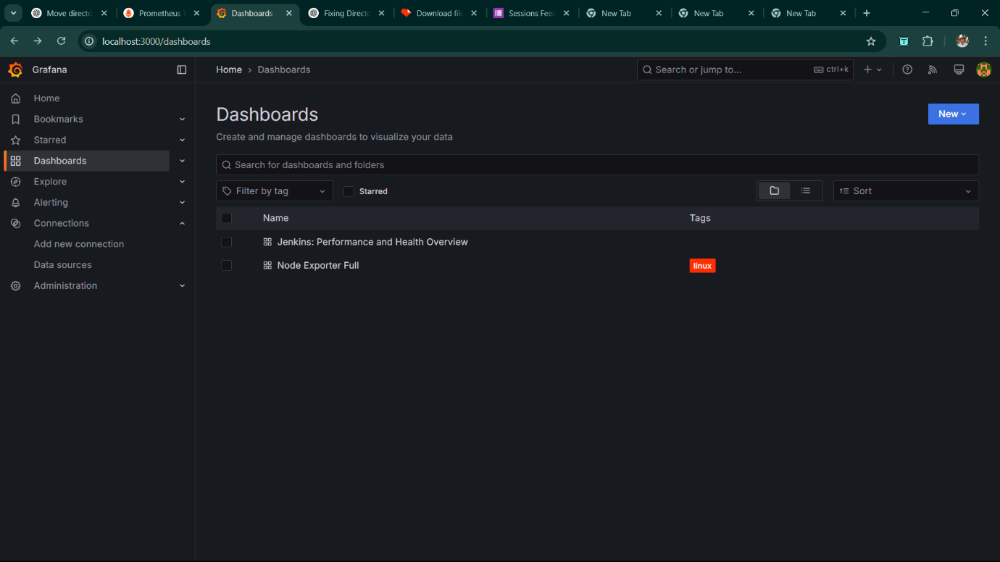 Move directo
Prometheus T
Dashboards -
Fixing Directo
Download file
Sessions Feed
New Tab
New Tab
New Tab
localhost:3000/dashboards
Grafana
Home › Dashboards
Search or jump to...
ctrl+k
Home
Bookmarks
Starred
Dashboards
Explore
Alerting
Connections
Add new connection
Data sources
Administration
Dashboards
New
Create and manage dashboards to visualize your data
Search for dashboards and folders
Filter by tag
Starred
Sort
Name
Tags
Jenkins: Performance and Health Overview
Node Exporter Full
linux